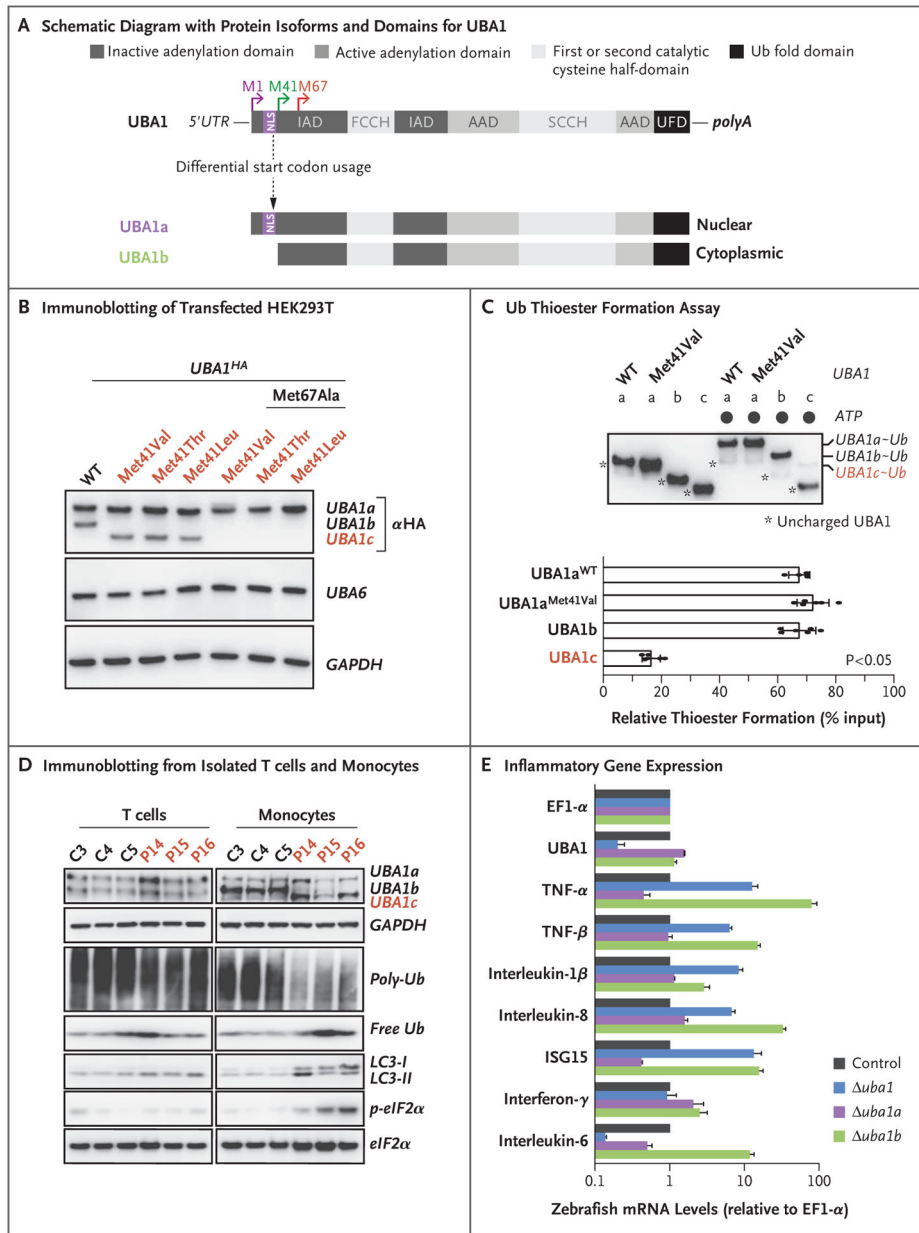 A Schematic Diagram with Protein Isoforms and Domains for UBA1
Inactive adenylation domain
Active adenylation domain
First or second catalytic
cysteine half-domain
Ub fold domain
M1 M41 M67
UBA1 5'UTR NLS IAD FCCH IAD AAD SCCH AAD UFD polyA
Differential start codon usage
UBA1a NLS Nuclear
UBA1b Cytoplasmic
B Immunoblotting of Transfected HEK293T
UBA1HA
Met67Ala
WT Met41Val Met41Thr Met41Leu Met41Val Met41Thr Met41Leu
UBA1a
UBA1b
UBA1c
αHA
UBA6
GAPDH
C Ub Thioester Formation Assay
WT Met41Val WT Met41Val UBA1
a a b c a a b c
ATP
UBA1a~Ub
UBA1b~Ub
UBA1c~Ub
* * * * * *
* Uncharged UBA1
UBA1aWT
UBA1aMet41Val
UBA1b
UBA1c
P<0.05
0 20 40 60 80 100
Relative Thioester Formation (% input)
D Immunoblotting from Isolated T cells and Monocytes
T cells Monocytes
C3 C4 C5 P14 P15 P16 C3 C4 C5 P14 P15 P16
UBA1a
UBA1b
UBA1c
GAPDH
Poly-Ub
Free Ub
LC3-I
LC3-II
p-eIF2α
eIF2α
E Inflammatory Gene Expression
EF1-α
UBA1
TNF-α
TNF-β
Interleukin-1β
Interleukin-8
ISG15
Interferon-γ
Interleukin-6
Control
Δuba1
Δuba1a
Δuba1b
0.1 1 10 100
Zebrafish mRNA Levels (relative to EF1-α)